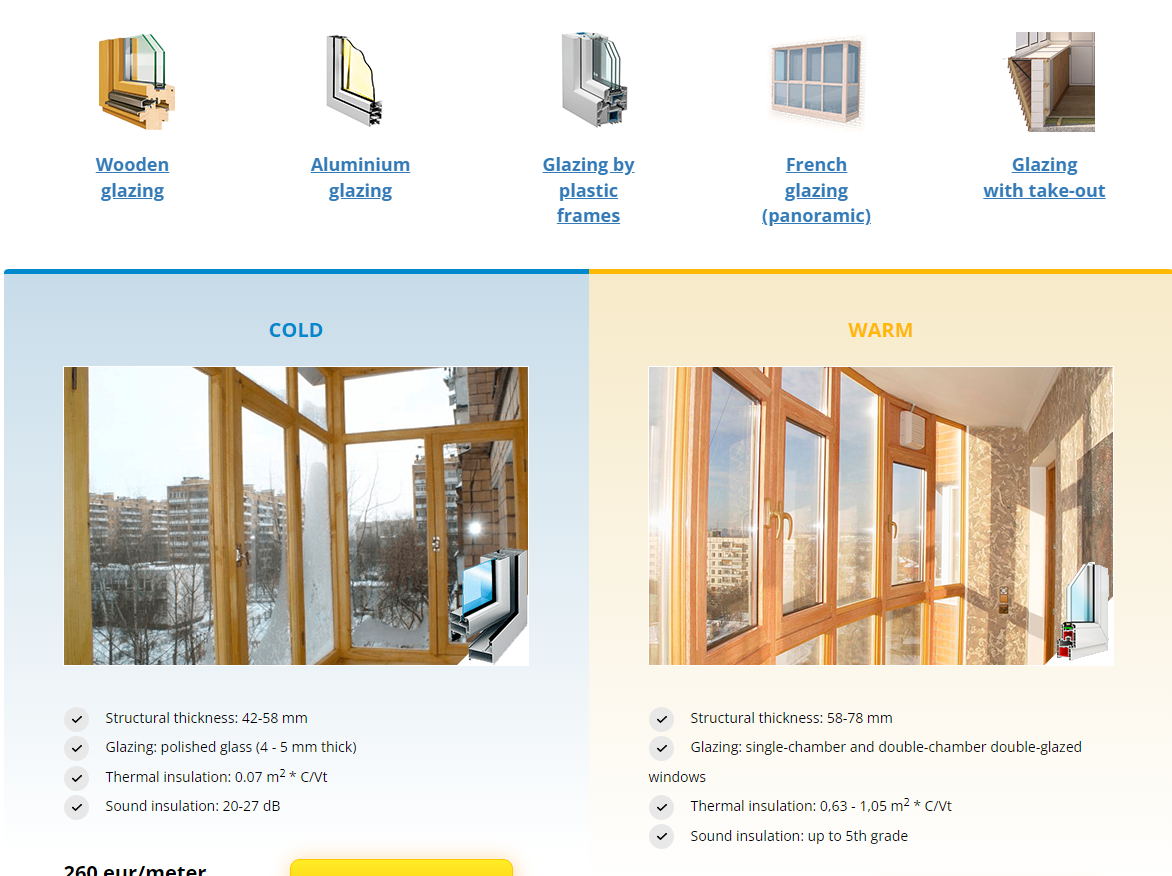 Wooden
glazing
Aluminium
glazing
Glazing by
plastic
frames
French
glazing
(panoramic)
Glazing
with take-out
COLD
Structural thickness: 42-58 mm
Glazing: polished glass (4 - 5 mm thick)
Thermal insulation: 0.07 m2 * C/Vt
Sound insulation: 20-27 dB
260 eur/meter
WARM
Structural thickness: 58-78 mm
Glazing: single-chamber and double-chamber double-glazed
windows
Thermal insulation: 0,63 - 1,05 m2 * C/Vt
Sound insulation: up to 5th grade